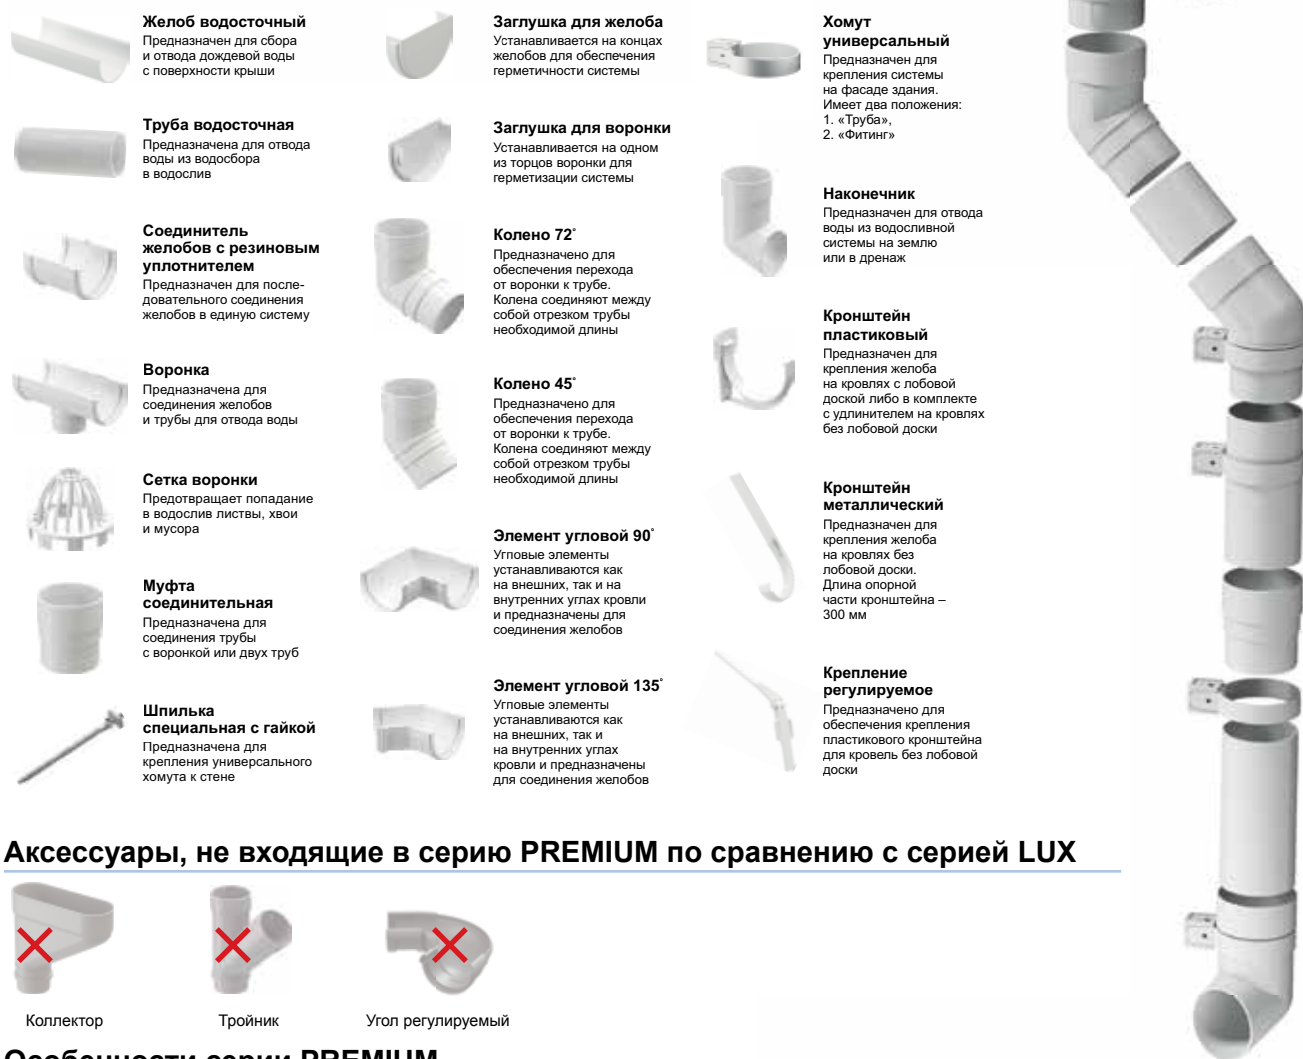 Желоб водосточный
Предназначен для сбора
и отвода дождевой воды
с поверхности крыши
Труба водосточная
Предназначена для отвода
воды из водосбора
в водослив
Соединитель
желобов с резиновым
уплотнителем
Предназначен для после-
довательного соединения
желобов в единую систему
Воронка
Предназначена для
соединения желобов
и трубы для отвода воды
Сетка воронки
Предотвращает попадание
в водослив листвы, хвои
и мусора
Муфта
соединительная
Предназначена для
соединения трубы
с воронкой или двух труб
Шпилька
специальная с гайкой
Предназначена для
крепления универсального
хомута к стене
Заглушка для желоба
Устанавливается на концах
желобов для обеспечения
герметичности системы
Заглушка для воронки
Устанавливается на одном
из торцов воронки для
герметизации системы
Колено 72˚
Предназначено для
обеспечения перехода
от воронки к трубе.
Колена соединяют между
собой отрезком трубы
необходимой длины
Колено 45˚
Предназначено для
обеспечения перехода
от воронки к трубе.
Колена соединяют между
собой отрезком трубы
необходимой длины
Элемент угловой 90˚
Угловые элементы
устанавливаются как
на внешних, так и на
внутренних углах кровли
и предназначены для
соединения желобов
Элемент угловой 135˚
Угловые элементы
устанавливаются как
на внешних, так и
на внутренних углах
кровли и предназначены
для соединения желобов
Хомут
универсальный
Предназначен для
крепления системы
на фасаде здания.
Имеет два положения:
1. «Труба»,
2. «Фитинг»
Наконечник
Предназначен для отвода
воды из водосливной
системы на землю
или в дренаж
Кронштейн
пластиковый
Предназначен для
крепления желоба
на кровлях с лобовой
доской либо в комплекте
с удлинителем на кровлях
без лобовой доски
Кронштейн
металлический
Предназначен для
крепления желоба
на кровлях без
лобовой доски.
Длина опорной
части кронштейна –
300 мм
Крепление
регулируемое
Предназначено для
обеспечения крепления
пластикового кронштейна
для кровель без лобовой
доски
Аксессуары, не входящие в серию PREMIUM по сравнению с серией LUX
Коллектор
Тройник
Угол регулируемый
Особенности серии PREMIUM